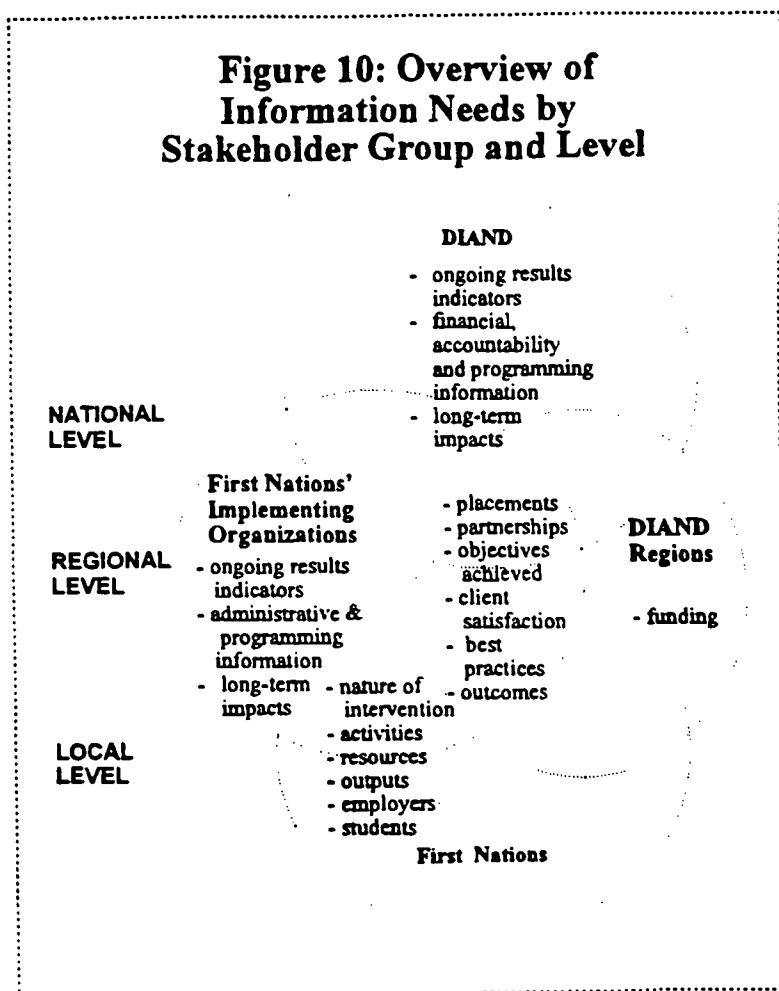 Figure 10: Overview of
Information Needs by
Stakeholder Group and Level
DIAND
- ongoing results
indicators
- financial,
accountability
and programming
information
- long-term
impacts
NATIONAL
LEVEL
First Nations'
Implementing
Organizations
- ongoing results
indicators
- administrative &
programming
information
- long-term
impacts
REGIONAL
LEVEL
- placements
- partnerships
- objectives
achieved
- client
satisfaction
- best
practices
- outcomes
DIAND
Regions
- funding
- nature of
intervention
- activities
- resources
- outputs
- employers
- students
LOCAL
LEVEL
First Nations